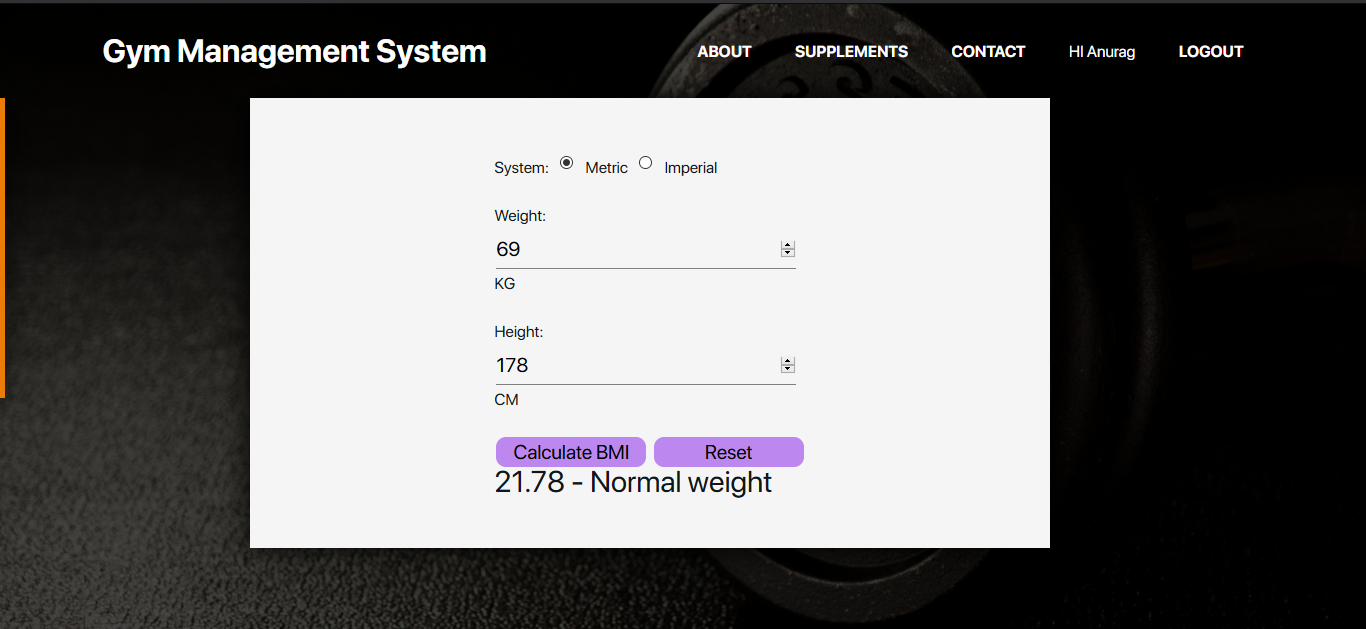 Gym Management System ABOUT SUPPLEMENTS CONTACT HI Anurag LOGOUT
System: Metric Imperial
Weight:
69
KG
Height:
178
CM
Calculate BMI Reset
21.78 - Normal weight